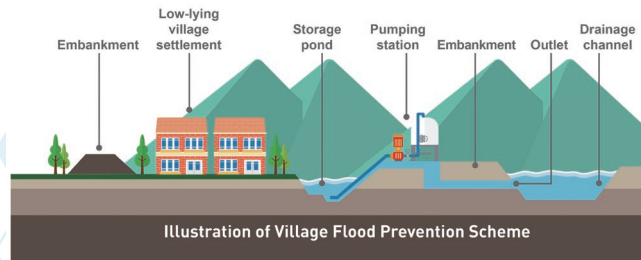 Low-lying
village
settlement
Embankment
Storage
pond
Pumping
station
Embankment
Outlet
Drainage
channel
Illustration of Village Flood Prevention Scheme